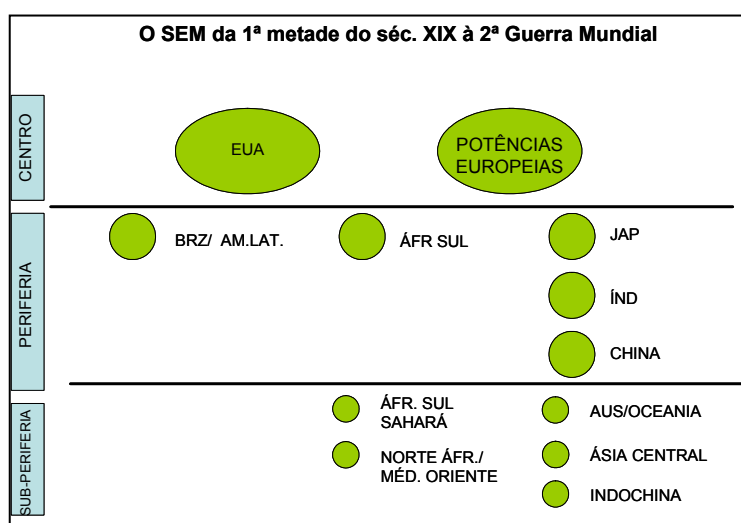 O SEM da 1ª metade do séc. XIX à 2ª Guerra Mundial
CENTRO
EUA
POTÊNCIAS
EUROPEIAS
PERIFERIA
BRZ/ AM.LAT.
ÁFR SUL
JAP
ÍND
CHINA
SUB-PERIFERIA
ÁFR. SUL
SAHARÁ
NORTE ÁFR./
MÉD. ORIENTE
AUS/OCEANIA
ÁSIA CENTRAL
INDOCHINA